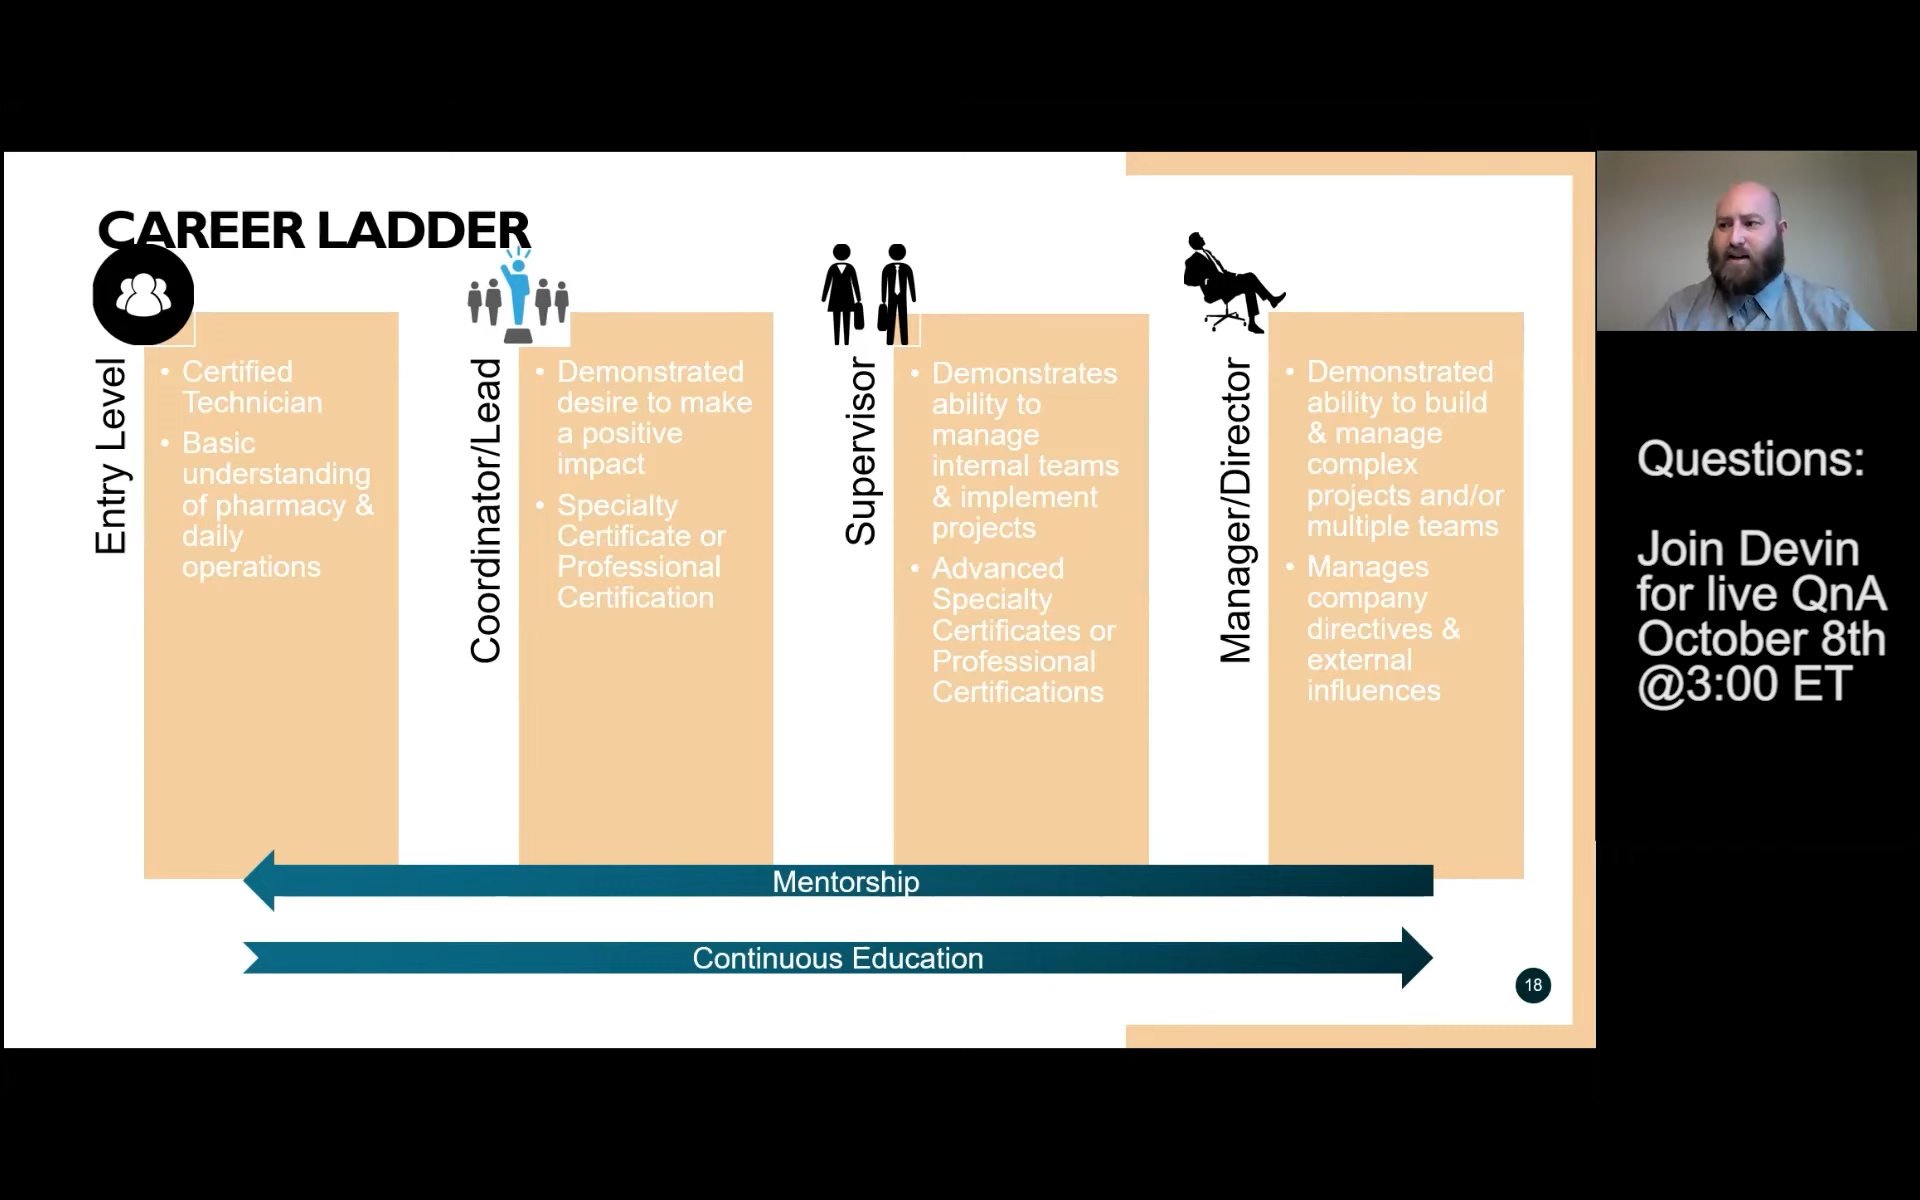 CAREER LADDER
Entry Level
• Certified
Technician
• Basic
understanding
of pharmacy &
daily
operations
Coordinator/Lead
• Demonstrated
desire to make
a positive
impact
• Specialty
Certificate or
Professional
Certification
Supervisor
• Demonstrates
ability to
manage
internal teams
& implement
projects
• Advanced
Specialty
Certificates or
Professional
Certifications
Manager/Director
• Demonstrated
ability to build
& manage
complex
projects and/or
multiple teams
• Manages
company
directives &
external
influences
Mentorship
Continuous Education
18
Questions:
Join Devin
for live QnA
October 8th
@3:00 ET